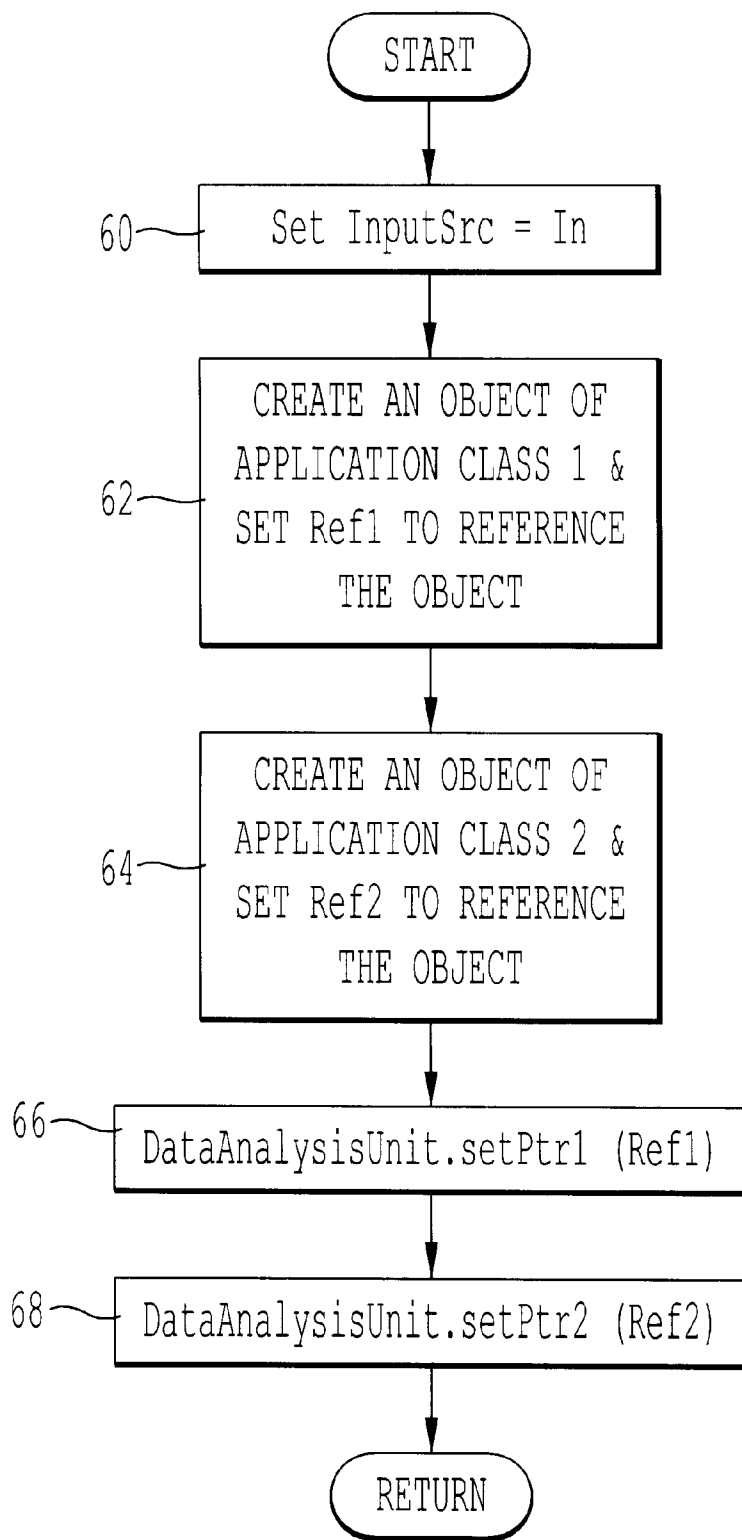 START
60
Set InputSrc = In
62
CREATE AN OBJECT OF
APPLICATION CLASS 1 &
SET Ref1 TO REFERENCE
THE OBJECT
64
CREATE AN OBJECT OF
APPLICATION CLASS 2 &
SET Ref2 TO REFERENCE
THE OBJECT
66
DataAnalysisUnit.setPtr1 (Ref1)
68
DataAnalysisUnit.setPtr2 (Ref2)
RETURN